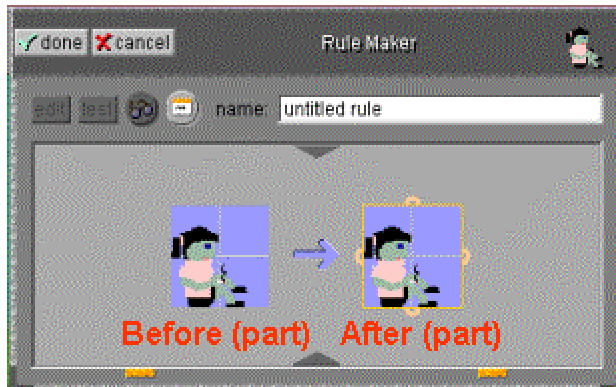 done cancel Rule Maker
edit test name: untitled rule
Before (part) After (part)